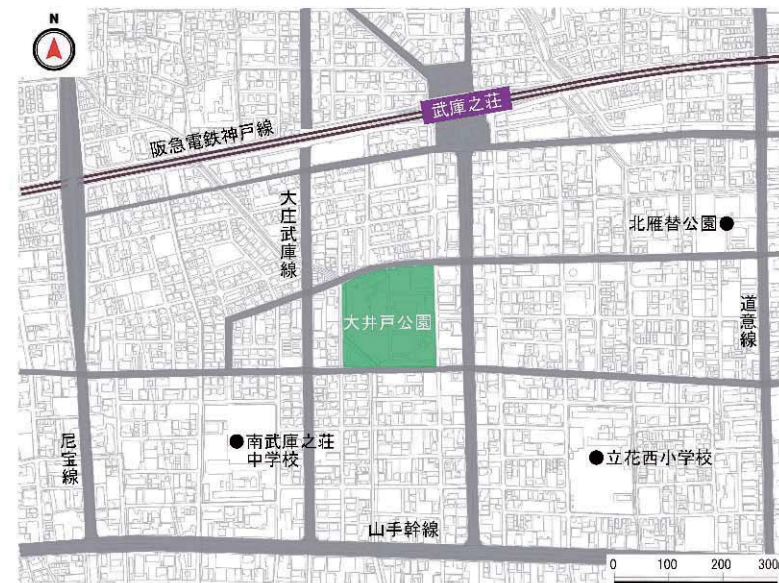 N
武庫之荘
阪急電鉄神戸線
大庄武庫線
北雁替公園
大井戸公園
道意線
尼宝線
南武庫之荘
中学校
立花西小学校
山手幹線
0 100 200 300